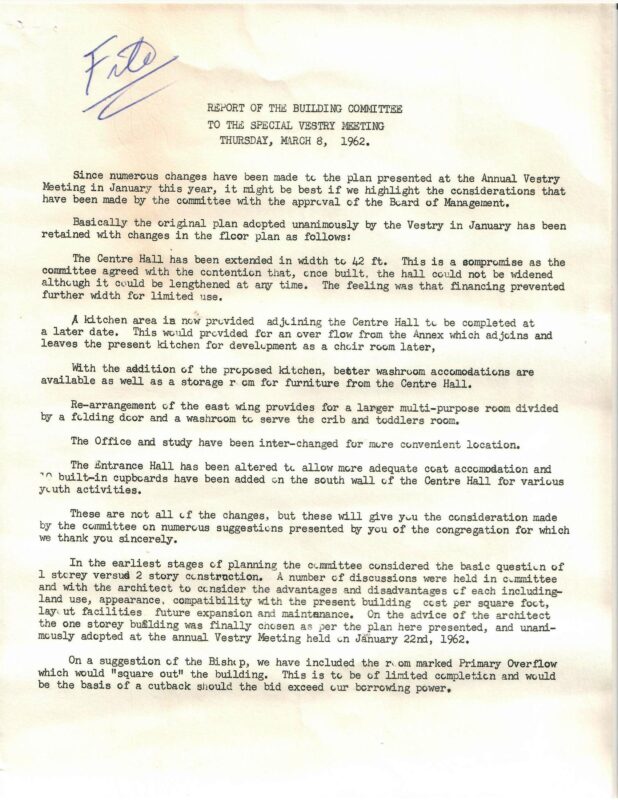 File
REPORT OF THE BUILDING COMMITTEE
TO THE SPECIAL VESTRY MEETING
THURSDAY, MARCH 8, 1962.
Since numerous changes have been made to the plan presented at the Annual Vestry
Meeting in January this year, it might be best if we highlight the considerations that
have been made by the committee with the approval of the Board of Management.
Basically the original plan adopted unanimously by the Vestry in January has been
retained with changes in the floor plan as follows:
The Centre Hall has been extended in width to 42 ft. This is a compromise as the
committee agreed with the contention that, once built, the hall could not be widened
although it could be lengthened at any time. The feeling was that financing prevented
further width for limited use.
A kitchen area is now provided adjoining the Centre Hall to be completed at
a later date. This would provided for an over flow from the Annex which adjoins and
leaves the present kitchen for development as a choir room later,
With the addition of the proposed kitchen, better washroom accomodations are
available as well as a storage room for furniture from the Centre Hall.
Re-arrangement of the east wing provides for a larger multi-purpose room divided
by a folding door and a washroom to serve the crib and toddlers room.
The Office and study have been inter-changed for more convenient location.
The Entrance Hall has been altered to allow more adequate coat accomodation and
built-in cupboards have been added on the south wall of the Centre Hall for various
youth activities.
These are not all of the changes, but these will give you the consideration made
by the committee on numerous suggestions presented by you of the congregation for which
we thank you sincerely.
In the earliest stages of planning the committee considered the basic question of
1 storey versus 2 story construction. A number of discussions were held in committee
and with the architect to consider the advantages and disadvantages of each including-
land use, appearance, compatibility with the present building cost per square foot,
layout facilities future expansion and maintenance. On the advice of the architect
the one storey building was finally chosen as per the plan here presented, and unani-
mously adopted at the annual Vestry Meeting held on January 22nd, 1962.
On a suggestion of the Bishop, we have included the room marked Primary Overflow
which would "square out" the building. This is to be of limited completion and would
be the basis of a cutback should the bid exceed our borrowing power.